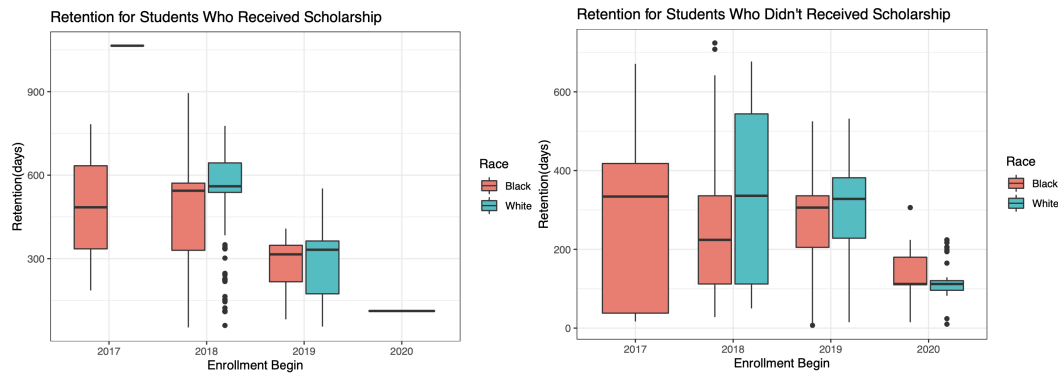 Retention for Students Who Received Scholarship
Retention(days)
900
600
300
2017
2018
2019
2020
Enrollment Begin
Race
Black
White
Retention for Students Who Didn't Received Scholarship
Retention(days)
600
400
200
0
2017
2018
2019
2020
Enrollment Begin
Race
Black
White